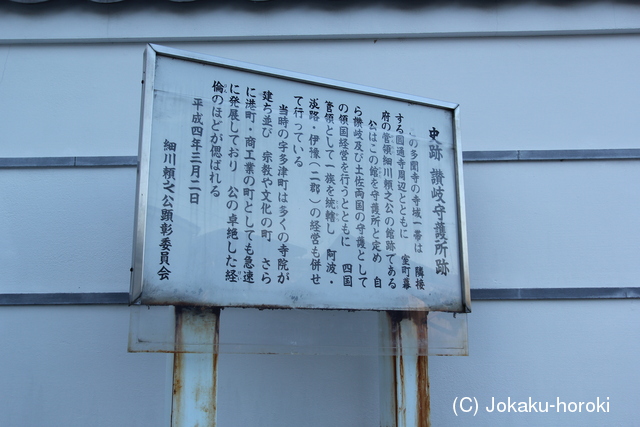 史跡 讃岐守護所跡
この多聞寺の寺域一帯は 隣接
する圓通寺周辺とともに 室町幕
府の管領細川頼之公の館跡である
公はこの館を守護所と定め 自
ら讃岐及び土佐両国の守護として
の領国経営を行うとともに 四国
管領として一族を統轄し 阿波・
淡路・伊豫(二郡)の経営も併せ
て行っている
当時の宇多津町は多くの寺院が
建ち並び 宗教や文化の町 さら
に港町・商工業の町としても急速
に発展しており 公の卓絶した経
倫のほどが偲ばれる
平成四年三月二日
細川頼之公顕彰委員会
(C) Jokaku-horoki